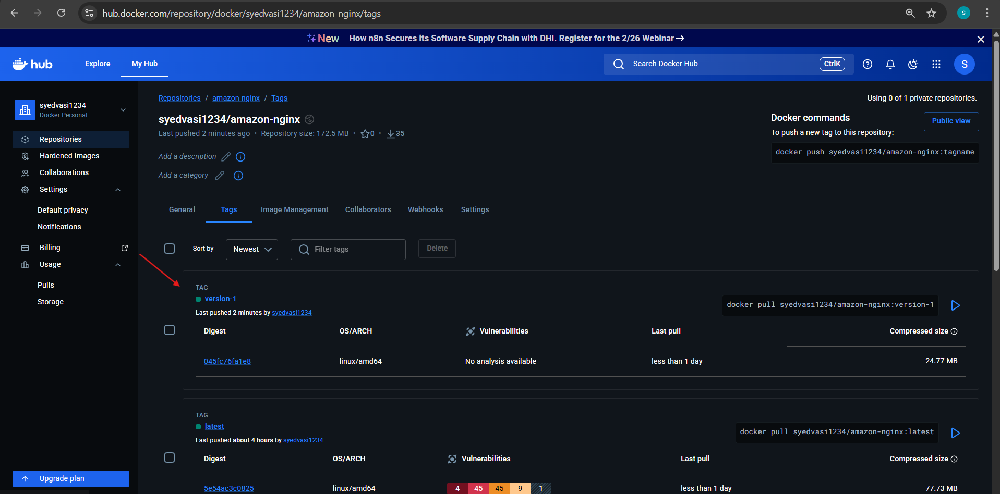 hub.docker.com/repository/docker/syedvasi1234/amazon-nginx/tags
S
New How n8n Secures its Software Supply Chain with DHI. Register for the 2/26 Webinar
hub
Explore
My Hub
Search Docker Hub
CtrlK
S
syedvasi1234
Docker Personal
Repositories
Hardened Images
Collaborations
Settings
Default privacy
Notifications
Billing
Usage
Pulls
Storage
Upgrade plan
Repositories / amazon-nginx / Tags
Using 0 of 1 private repositories.
syedvasi1234/amazon-nginx
Last pushed 2 minutes ago • Repository size: 172.5 MB • 0 • 35
Add a description
Add a category
Docker commands
Public view
To push a new tag to this repository:
docker push syedvasi1234/amazon-nginx:tagname
General Tags Image Management Collaborators Webhooks Settings
Sort by Newest Filter tags Delete
TAG
version-1
Last pushed 2 minutes by syedvasi1234
docker pull syedvasi1234/amazon-nginx:version-1
Digest OS/ARCH Vulnerabilities Last pull Compressed size
045fc76fa1e8 linux/amd64 No analysis available less than 1 day 24.77 MB
TAG
latest
Last pushed about 4 hours by syedvasi1234
docker pull syedvasi1234/amazon-nginx:latest
Digest OS/ARCH Vulnerabilities Last pull Compressed size
5e54ac3c0825 linux/amd64 4 45 45 9 1 less than 1 day 77.73 MB